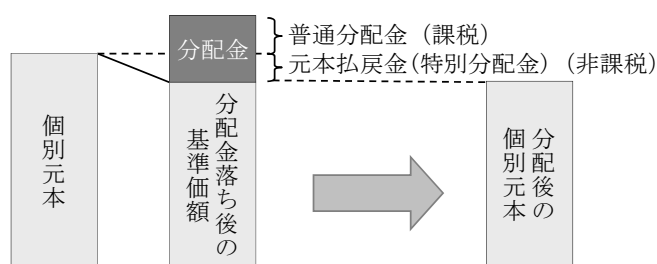 分配金
普通分配金（課税）
元本払戻金（特別分配金）（非課税）
個別元本
分配金落ち後の
基準価額
分配後の
個別元本